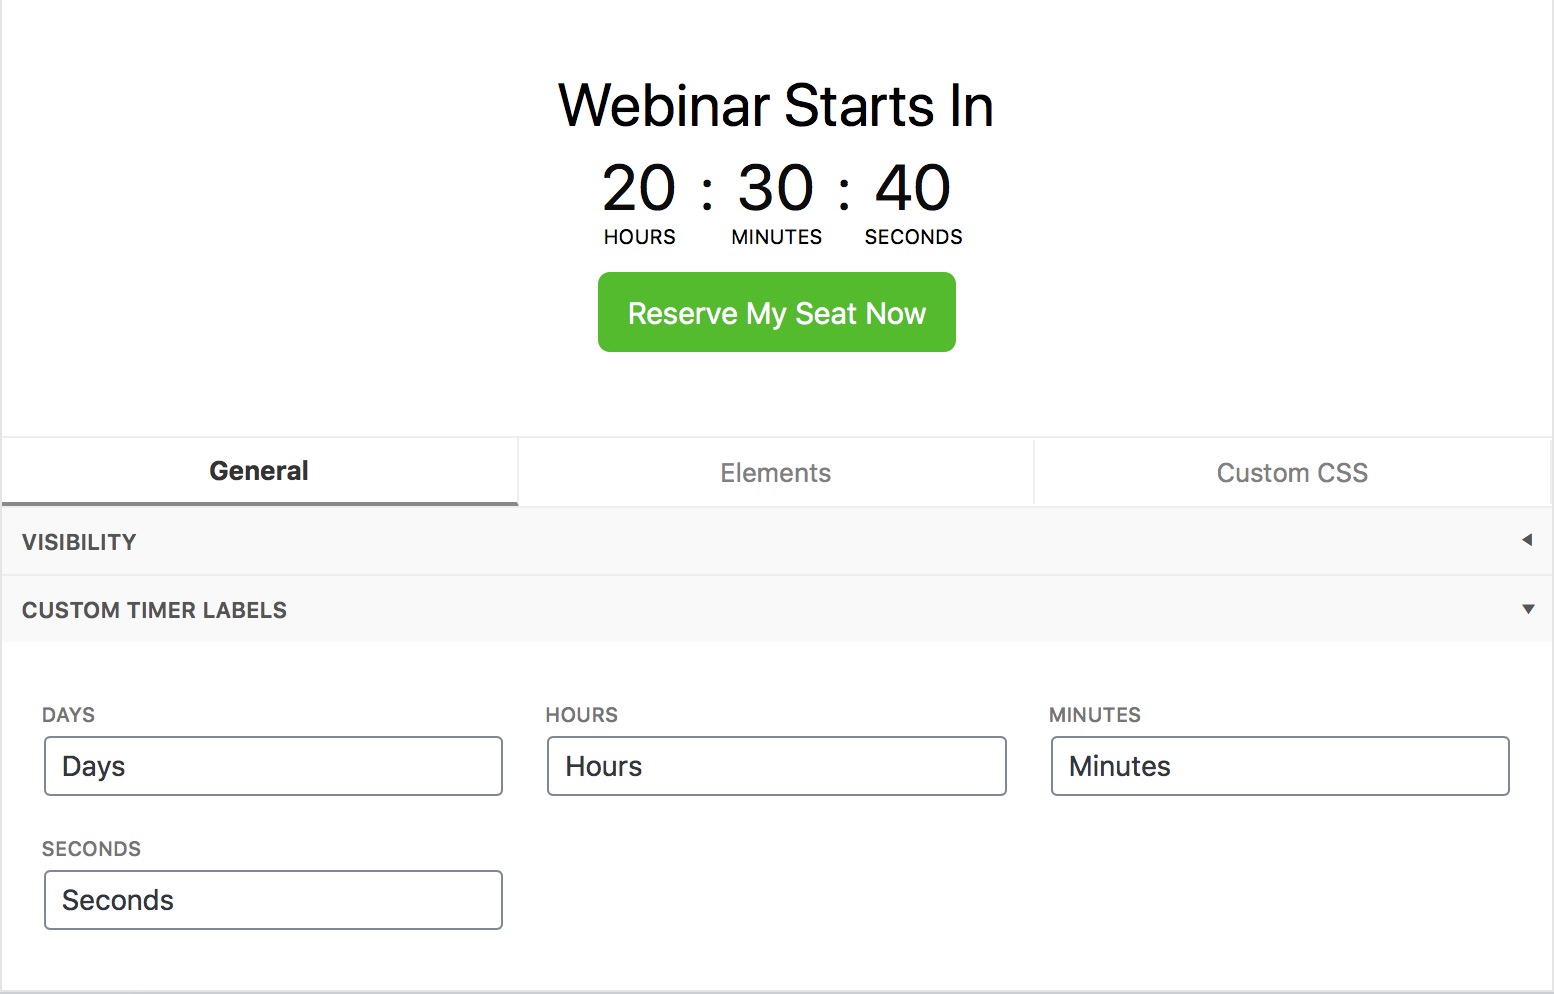 Webinar Starts In
20 : 30 : 40
HOURS MINUTES SECONDS
Reserve My Seat Now
General Elements Custom CSS
VISIBILITY
CUSTOM TIMER LABELS
DAYS HOURS MINUTES
Days Hours Minutes
SECONDS
Seconds